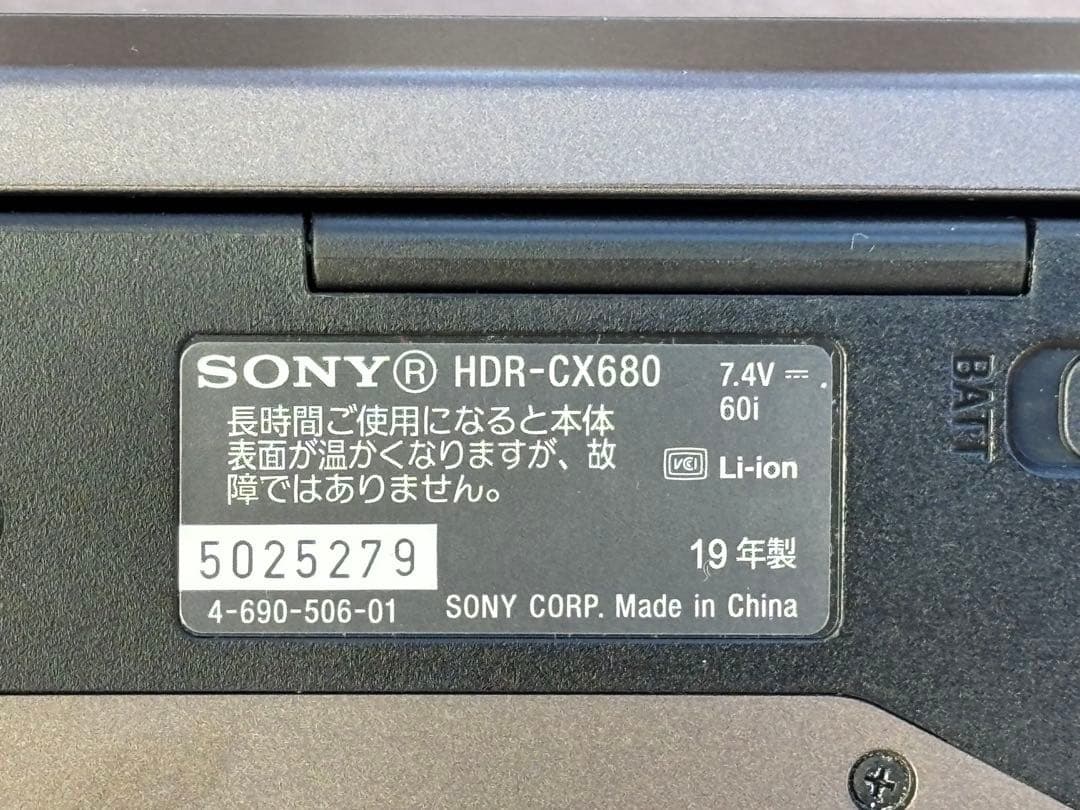 SONY® HDR-CX680 7.4V ⎓
60i
長時間ご使用になると本体
表面が温かくなりますが、故
障ではありません。
VCI Li-ion
5025279
19年製
4-690-506-01 SONY CORP. Made in China
BATT